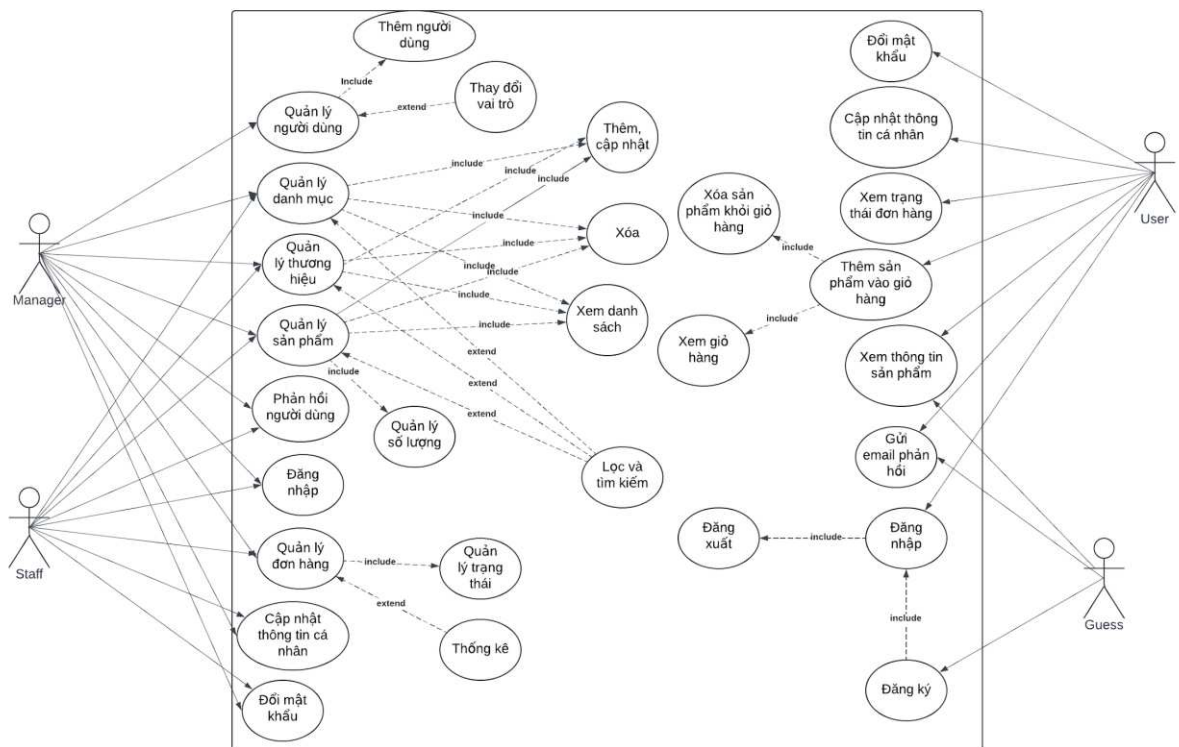 Thêm người
dùng
Include
Thay đổi
vai trò
extend
Quản lý
người dùng
Thêm,
cập nhật
include
include
include
Quản lý
danh mục
include
include
Xóa
Quản
lý thương
hiệu
include
include
include
Xem danh
sách
Quản lý
sản phẩm
include
include
extend
extend
extend
Phản hồi
người dùng
Quản lý
số lượng
Lọc và
tìm kiếm
Đăng
nhập
Quản lý
đơn hàng
include
Quản
lý trạng
thái
extend
Thống kê
Cập nhật
thông tin cá
nhân
Đổi mật
khẩu
Manager
Staff
Đổi mật
khẩu
Cập nhật thông
tin cá nhân
Xem trạng
thái đơn hàng
Xóa sản
phẩm khỏi giỏ
hàng
include
Thêm sản
phẩm vào giỏ
hàng
include
Xem giỏ
hàng
Xem thông tin
sản phẩm
Gửi
email phản
hồi
Đăng
xuất
include
Đăng
nhập
include
Đăng ký
User
Guess